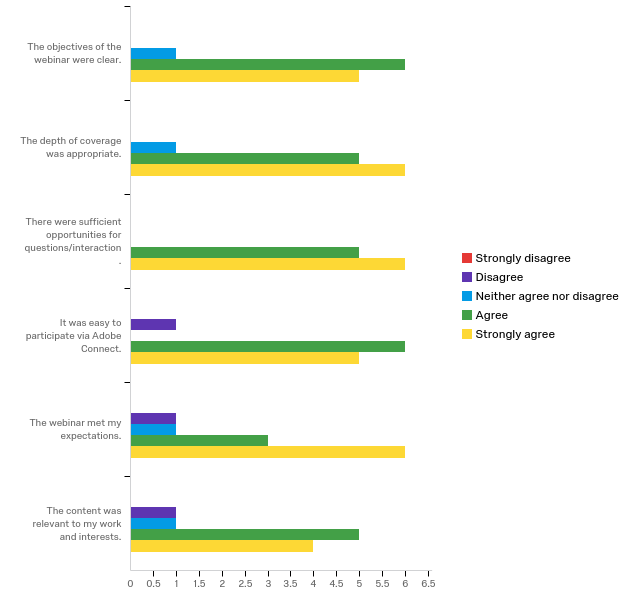 The objectives of the
webinar were clear.
The depth of coverage
was appropriate.
There were sufficient
opportunities for
questions/interaction
.
It was easy to
participate via Adobe
Connect.
The webinar met my
expectations.
The content was
relevant to my work
and interests.
0 0.5 1 1.5 2 2.5 3 3.5 4 4.5 5 5.5 6 6.5
Strongly disagree
Disagree
Neither agree nor disagree
Agree
Strongly agree